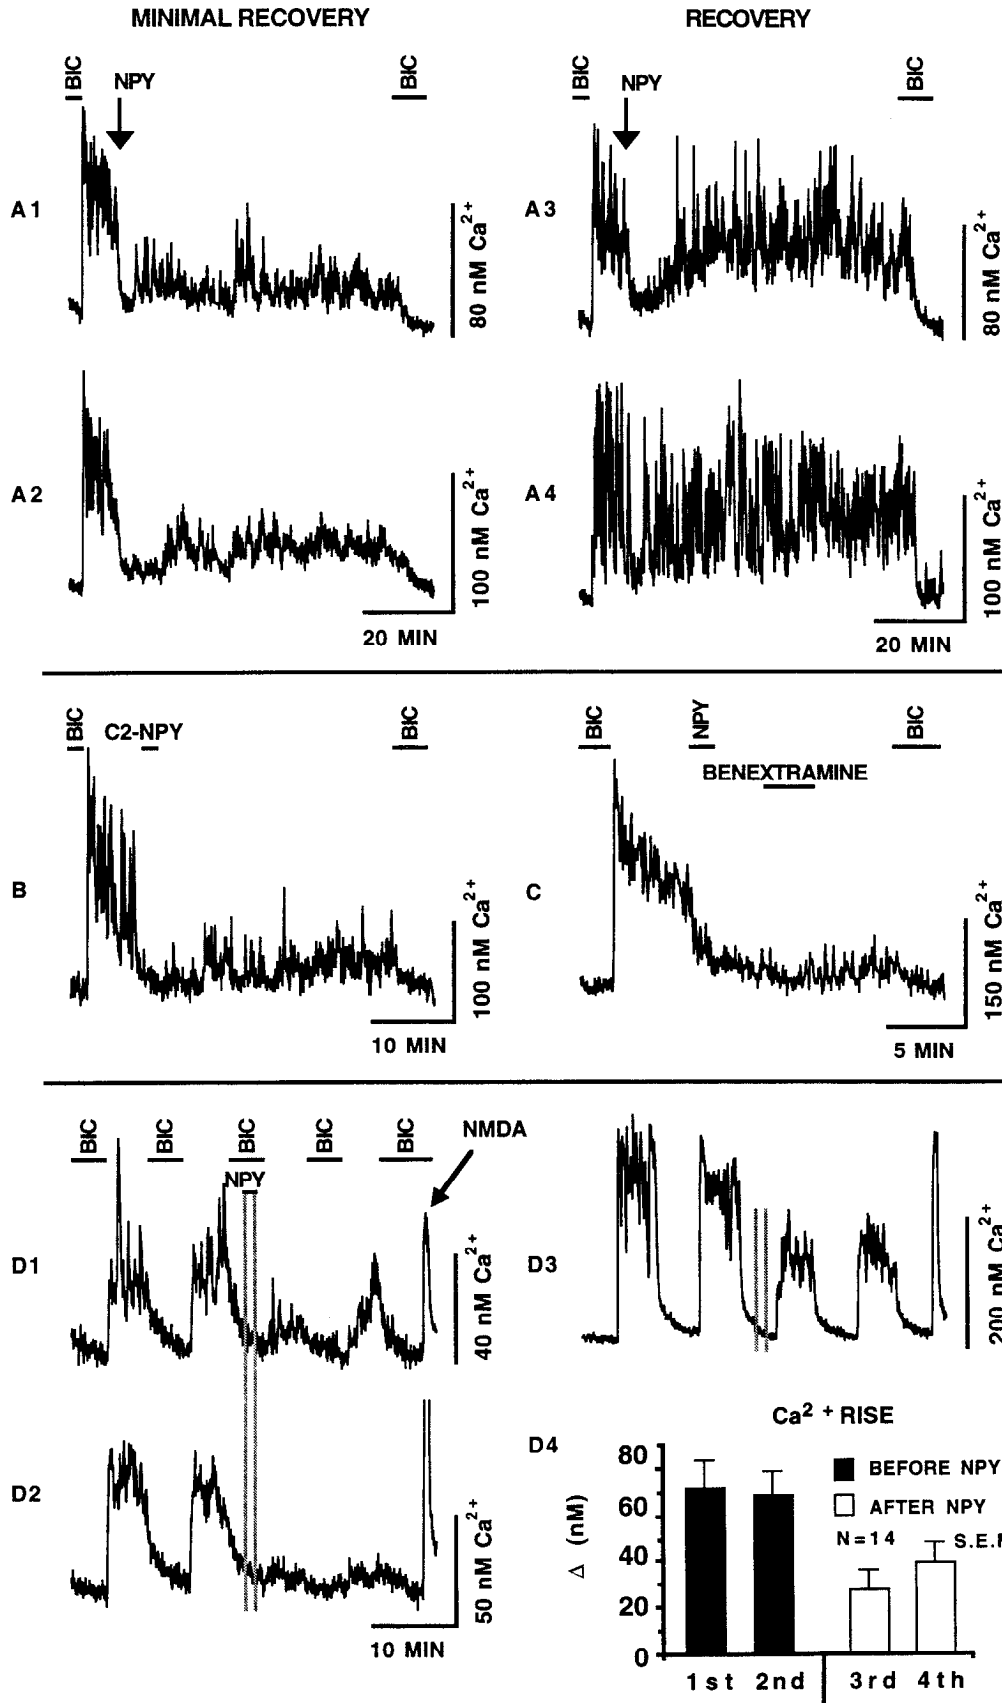 MINIMAL RECOVERY
RECOVERY
BIC
NPY
BIC
BIC
NPY
BIC
A1
80 nM Ca2+
A3
80 nM Ca2+
A2
100 nM Ca2+
20 MIN
A4
100 nM Ca2+
20 MIN
BIC
C2-NPY
BIC
BIC
NPY
BIC
BENEXTRAMINE
B
100 nM Ca2+
10 MIN
C
150 nM Ca2+
5 MIN
BIC
BIC
BIC
BIC
BIC
NMDA
NPY
D1
40 nM Ca2+
D3
200 nM Ca2+
D2
50 nM Ca2+
10 MIN
D4
Ca2+ RISE
Δ (nM)
80
60
40
20
0
BEFORE NPY
AFTER NPY
N=14
1st
2nd
3rd
4th